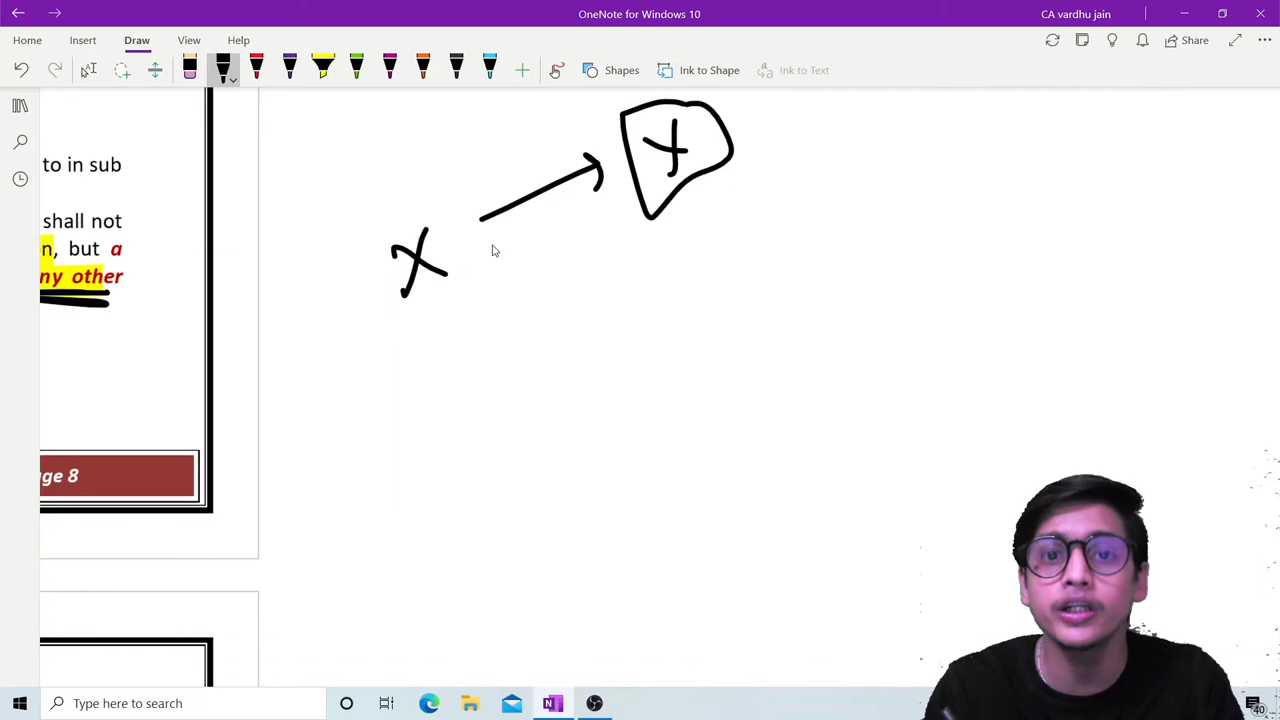 OneNote for Windows 10
CA vardhu jain
Home Insert Draw View Help
Share
Shapes
Ink to Shape
Ink to Text
to in sub
shall not
n, but a
ny other
X
Y
ge 8
Type here to search
40